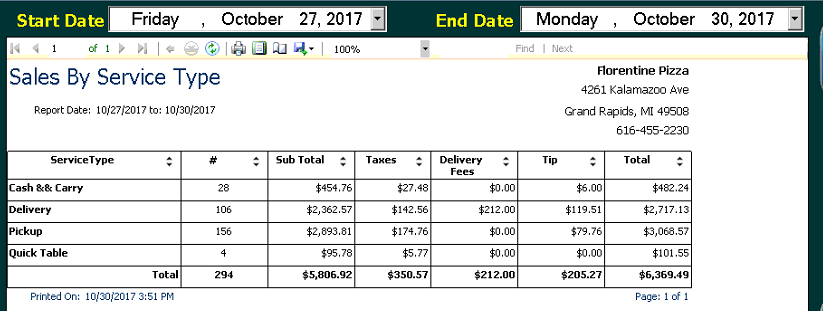 Start Date Friday , October 27, 2017 End Date Monday , October 30, 2017
1 of 1 100% Find | Next
Sales By Service Type
Florentine Pizza
4261 Kalamazoo Ave
Report Date: 10/27/2017 to: 10/30/2017
Grand Rapids, MI 49508
616-455-2230
ServiceType # Sub Total Taxes Delivery Fees Tip Total
Cash && Carry 28 $454.76 $27.48 $0.00 $6.00 $482.24
Delivery 106 $2,362.57 $142.56 $212.00 $119.51 $2,717.13
Pickup 156 $2,893.81 $174.76 $0.00 $79.76 $3,068.57
Quick Table 4 $95.78 $5.77 $0.00 $0.00 $101.55
Total 294 $5,806.92 $350.57 $212.00 $205.27 $6,369.49
Printed On: 10/30/2017 3:51 PM Page: 1 of 1